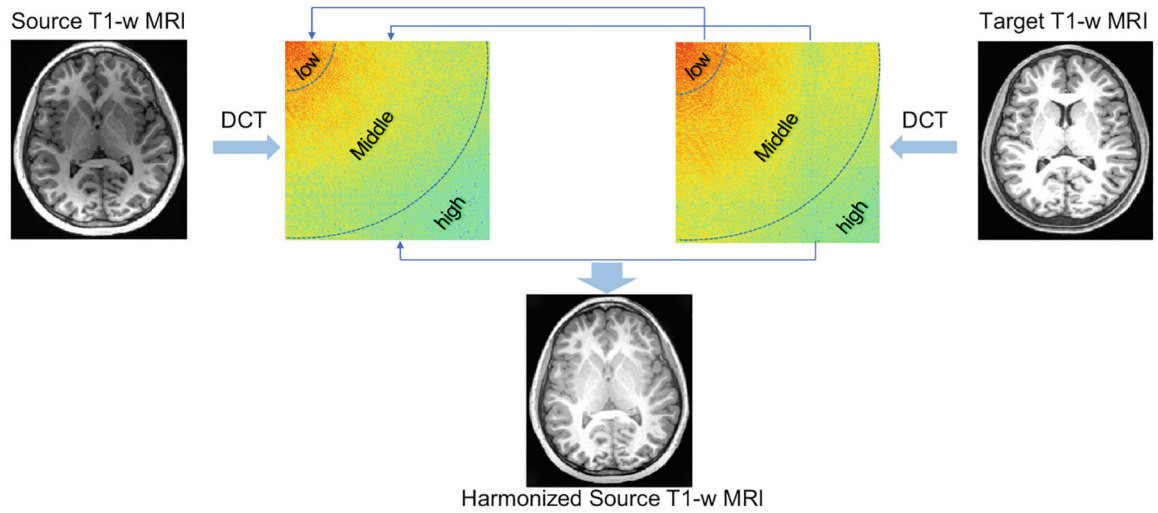 Source T1-w MRI
Target T1-w MRI
low
low
DCT
DCT
Middle
Middle
high
high
Harmonized Source T1-w MRI